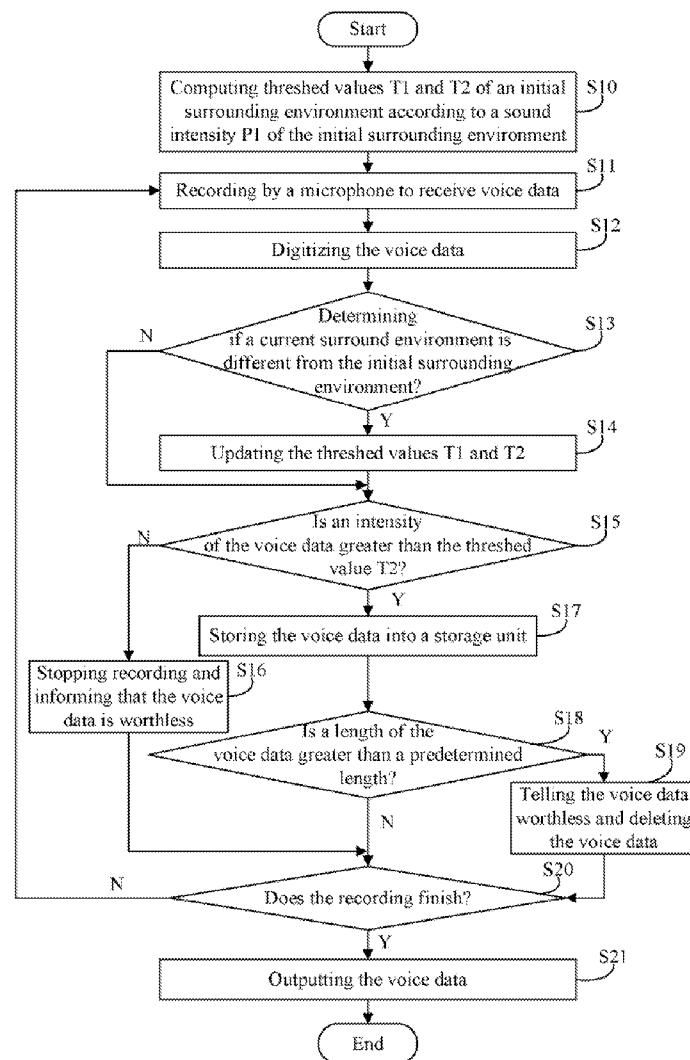 Start
S10
Computing threshed values T1 and T2 of an initial
surrounding environment according to a sound
intensity P1 of the initial surrounding environment
S11
Recording by a microphone to receive voice data
S12
Digitizing the voice data
S13
Determining
if a current surround environment is
different from the initial surrounding
environment?
N
Y
S14
Updating the threshed values T1 and T2
S15
Is an intensity
of the voice data greater than the threshed
value T2?
N
Y
S17
Storing the voice data into a storage unit
S16
Stopping recording and
informing that the voice
data is worthless
S18
Is a length of the
voice data greater than a predetermined
length?
Y
N
S19
Telling the voice data
worthless and deleting
the voice data
S20
Does the recording finish?
N
Y
S21
Outputting the voice data
End